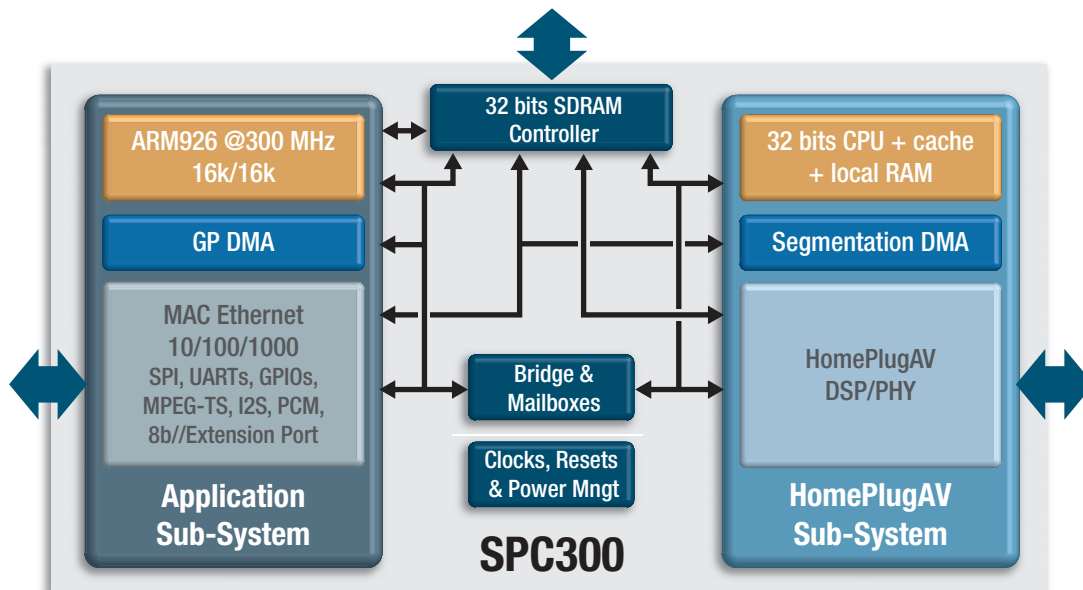 32 bits SDRAM
Controller
ARM926 @300 MHz
16k/16k
GP DMA
MAC Ethernet
10/100/1000
SPI, UARTs, GPIOs,
MPEG-TS, I2S, PCM,
8b//Extension Port
Application
Sub-System
Bridge &
Mailboxes
Clocks, Resets
& Power Mngt
SPC300
32 bits CPU + cache
+ local RAM
Segmentation DMA
HomePlugAV
DSP/PHY
HomePlugAV
Sub-System